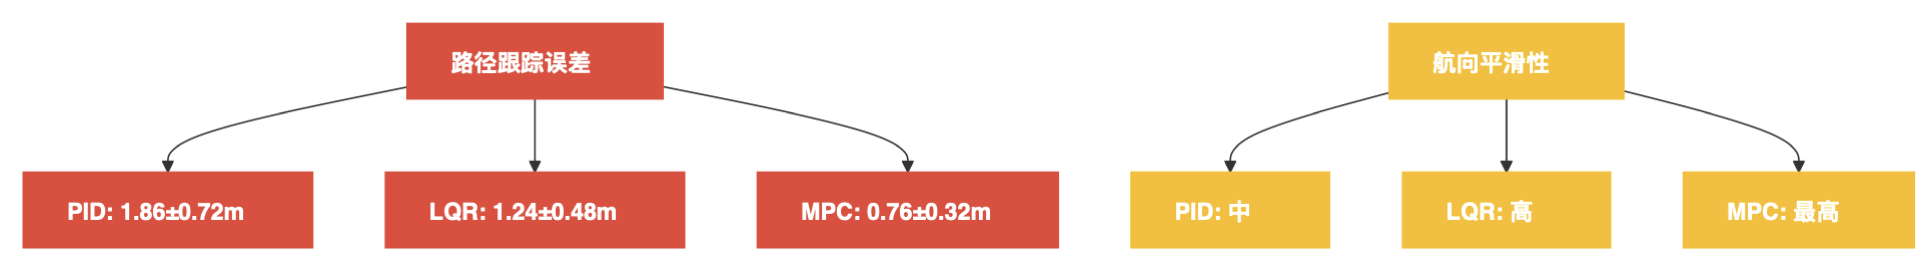 路径跟踪误差
航向平滑性
PID: 1.86±0.72m
LQR: 1.24±0.48m
MPC: 0.76±0.32m
PID: 中
LQR: 高
MPC: 最高